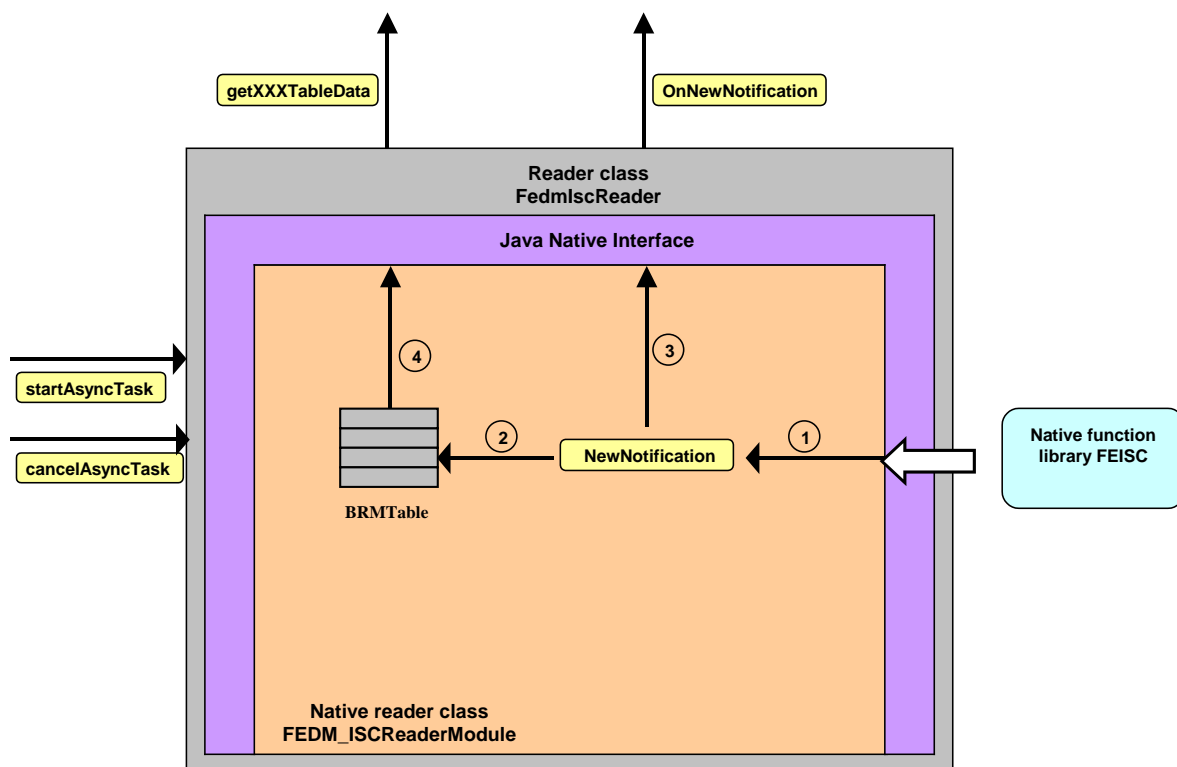 getXXXTableData
OnNewNotification
Reader class
FedmIscReader
Java Native Interface
4
3
startAsyncTask
2
1
Native function
library FEISC
NewNotification
cancelAsyncTask
BRMTable
Native reader class
FEDM_ISCReaderModule